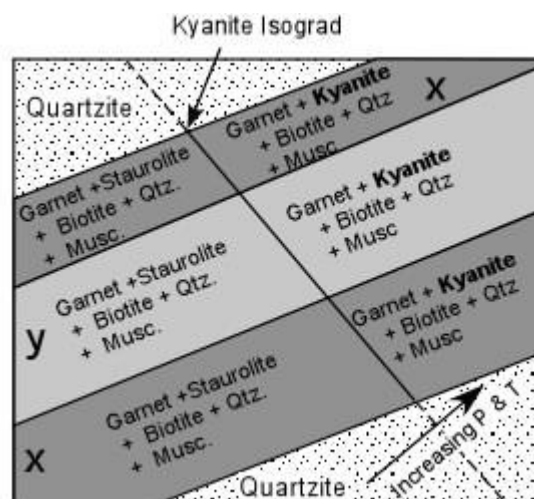 Kyanite Isograd
Quartzite
Garnet + Kyanite
+ Biotite + Qtz
+ Musc
X
Garnet +Staurolite
+ Biotite + Qtz.
+ Musc.
Garnet + Kyanite
+ Biotite + Qtz
+ Musc
y
Garnet +Staurolite
+ Biotite + Qtz.
+ Musc.
Garnet + Kyanite
+ Biotite + Qtz
+ Musc
x
Garnet +Staurolite
+ Biotite + Qtz.
+ Musc.
Increasing P & T
Quartzite